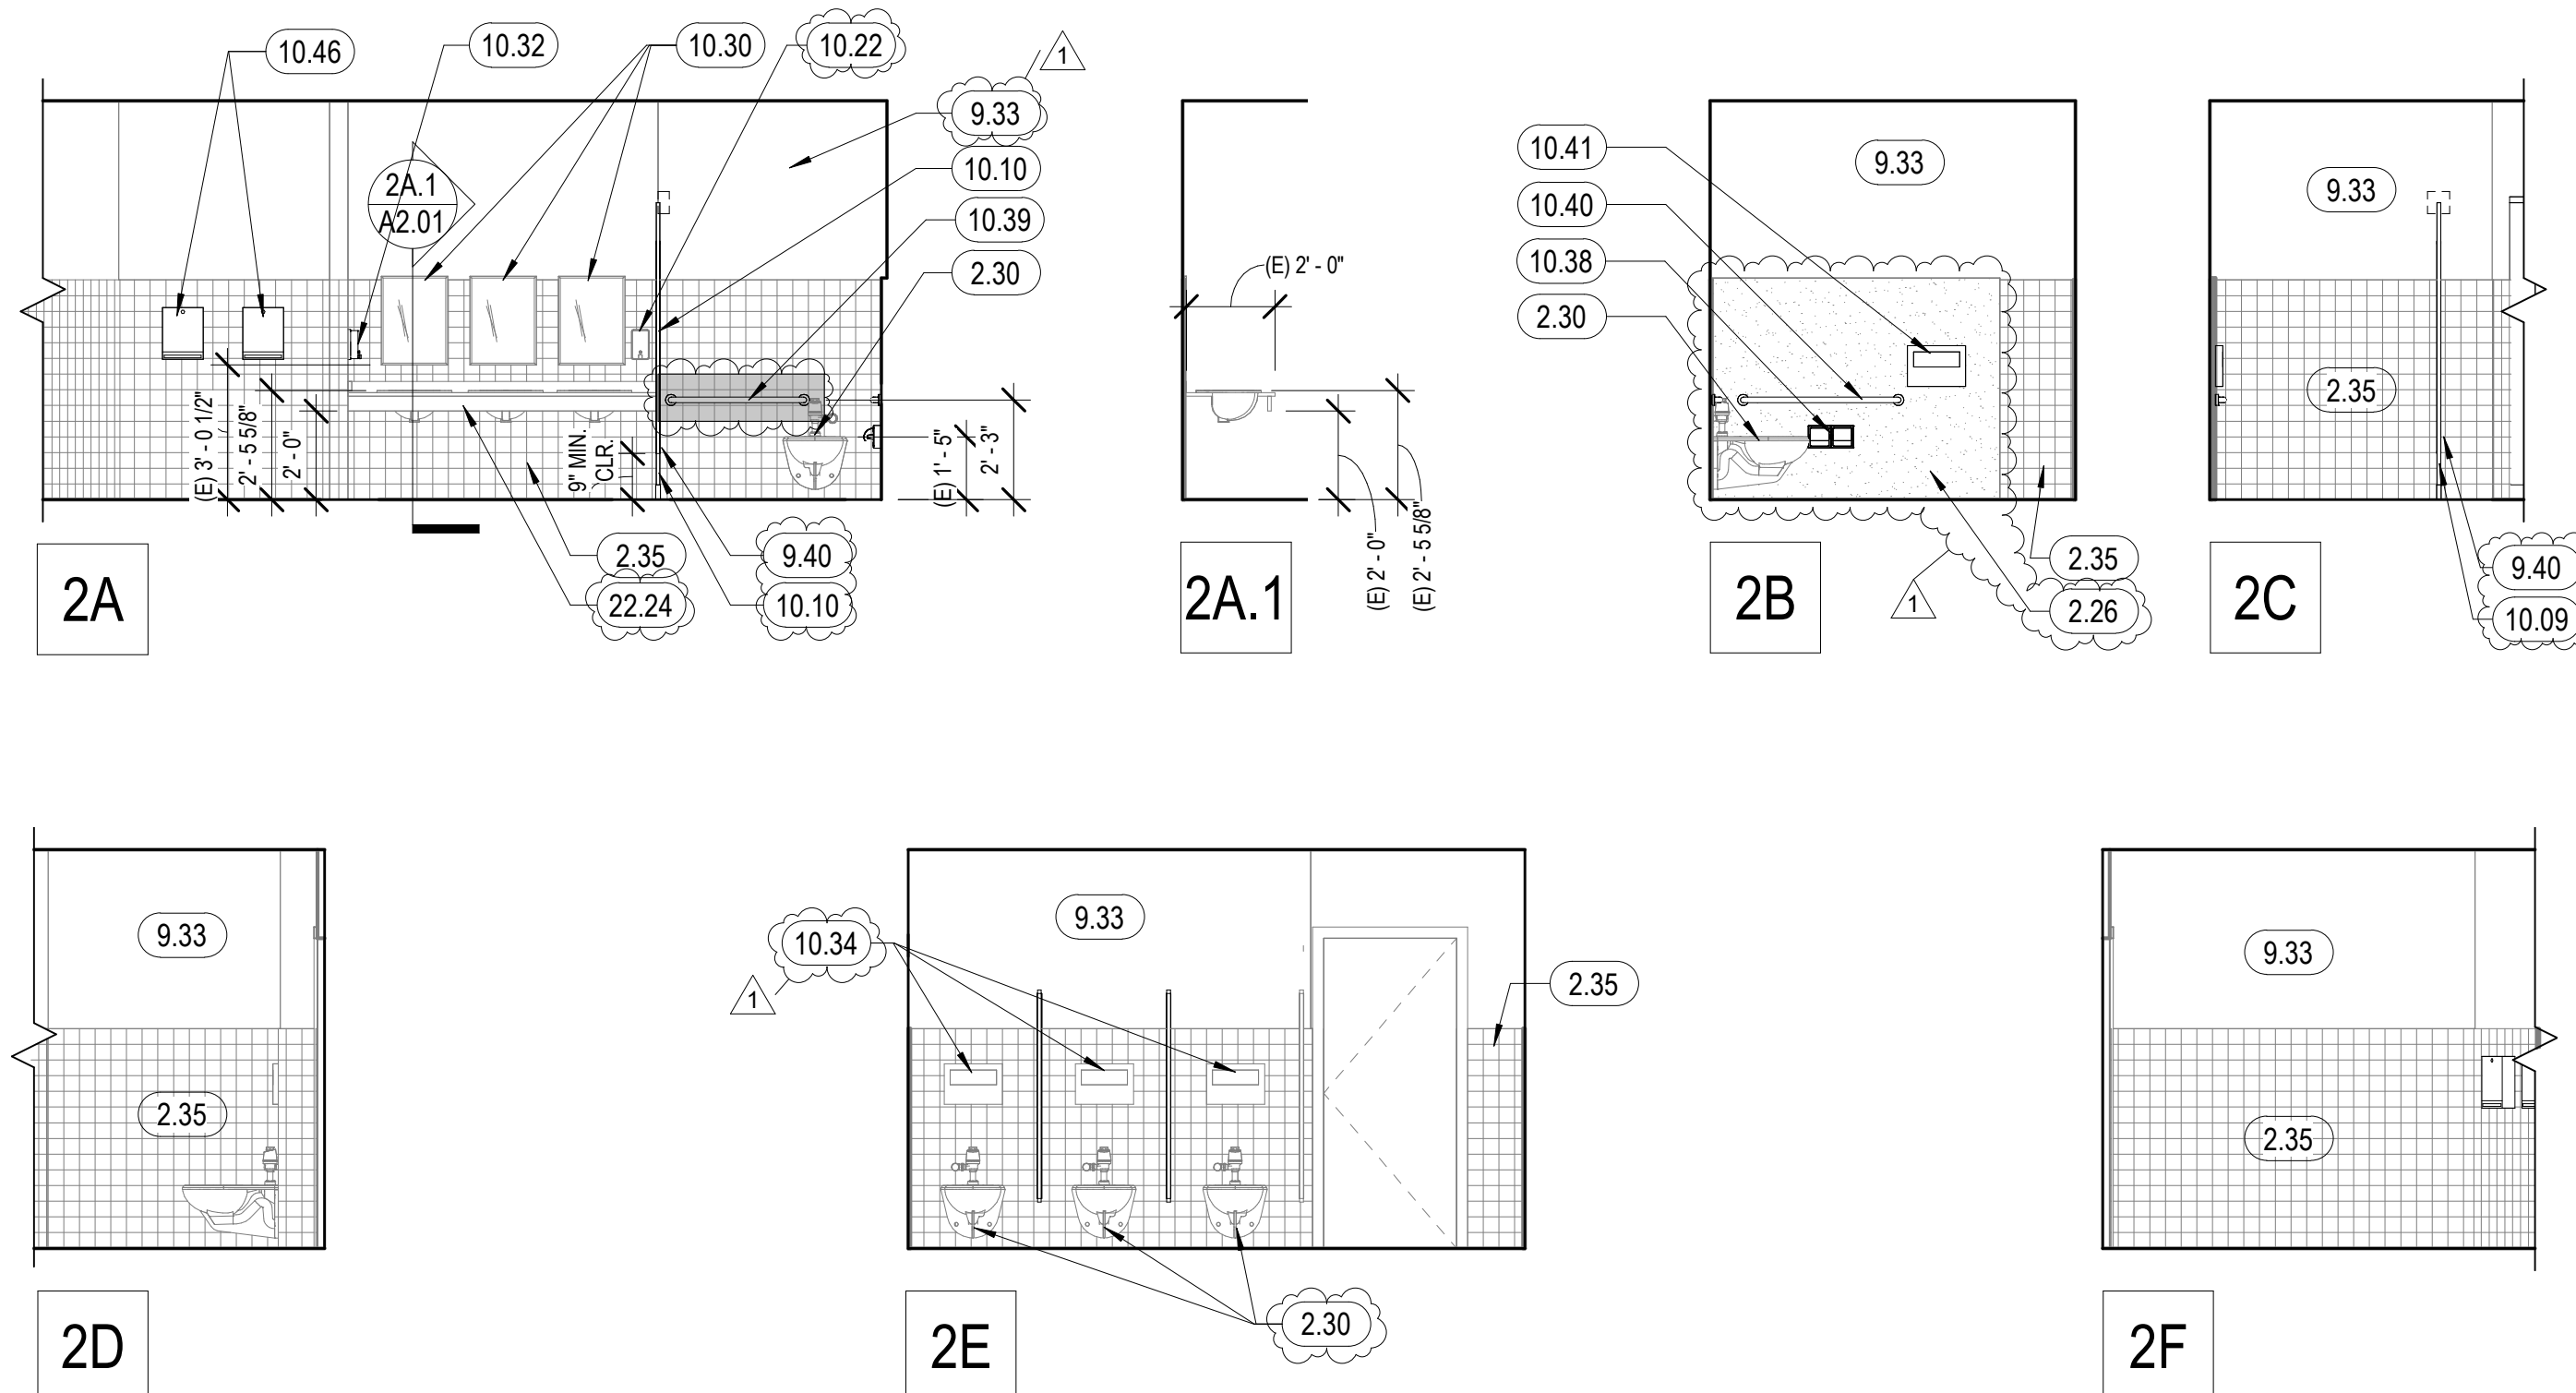 10.46
10.32
10.30
10.22
1
9.33
10.10
10.39
2.30
2A.1
A2.01
(E) 3' - 0 1/2"
2' - 5 5/8"
2' - 0"
9" MIN.
CLR.
(E) 1' - 5"
2' - 3"
2.35
22.24
9.40
10.10
2A
(E) 2' - 0"
(E) 2' - 0"
(E) 2' - 5 5/8"
2A.1
10.41
10.40
10.38
2.30
9.33
2.35
2.26
1
2B
9.33
2.35
9.40
10.09
2C
9.33
2.35
2D
10.34
1
9.33
2.35
2.30
2E
9.33
2.35
2F